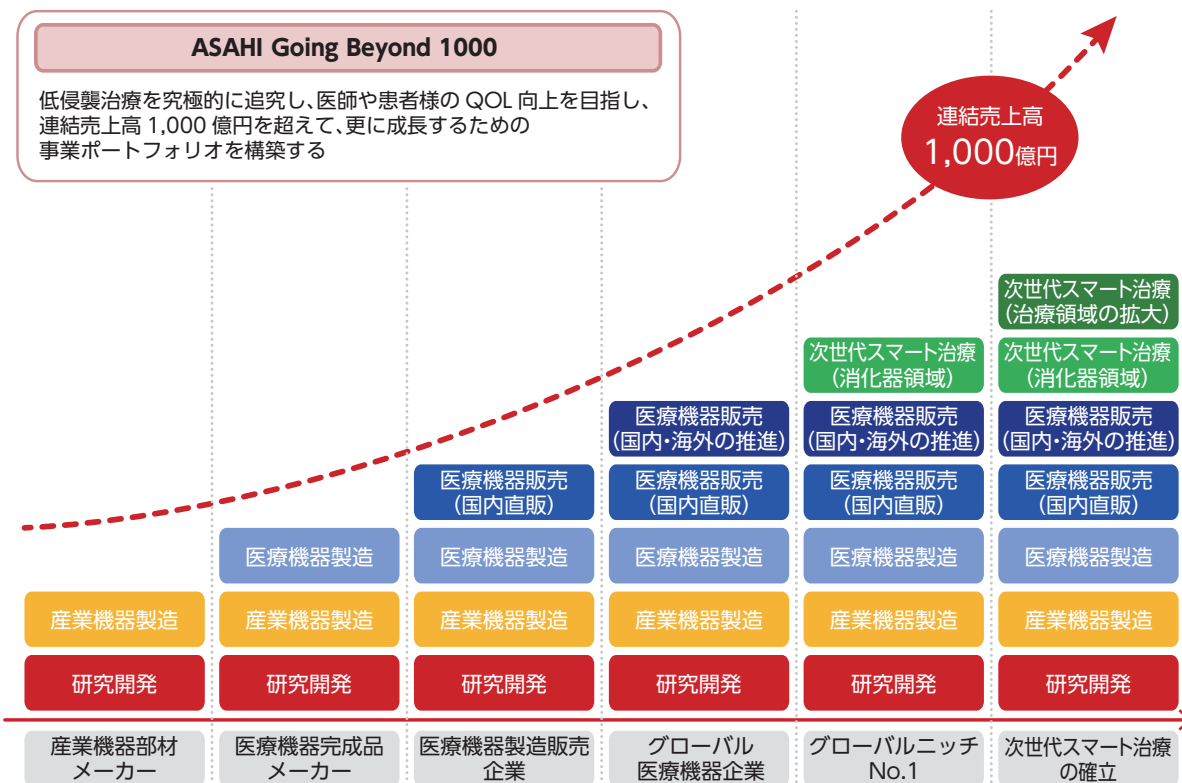 ASAHI Going Beyond 1000
低侵襲治療を究極的に追究し、医師や患者様の QOL 向上を目指し、
連結売上高 1,000 億円を超えて、更に成長するための
事業ポートフォリオを構築する
連結売上高
1,000億円
次世代スマート治療
(治療領域の拡大)
次世代スマート治療
(消化器領域)
次世代スマート治療
(消化器領域)
医療機器販売
(国内・海外の推進)
医療機器販売
(国内・海外の推進)
医療機器販売
(国内・海外の推進)
医療機器販売
(国内直販)
医療機器販売
(国内直販)
医療機器販売
(国内直販)
医療機器販売
(国内直販)
医療機器製造
医療機器製造
医療機器製造
医療機器製造
医療機器製造
産業機器製造
産業機器製造
産業機器製造
産業機器製造
産業機器製造
産業機器製造
研究開発
研究開発
研究開発
研究開発
研究開発
研究開発
産業機器部材
メーカー
医療機器完成品
メーカー
医療機器製造販売
企業
グローバル
医療機器企業
グローバルニッチ
No.1
次世代スマート治療
の確立